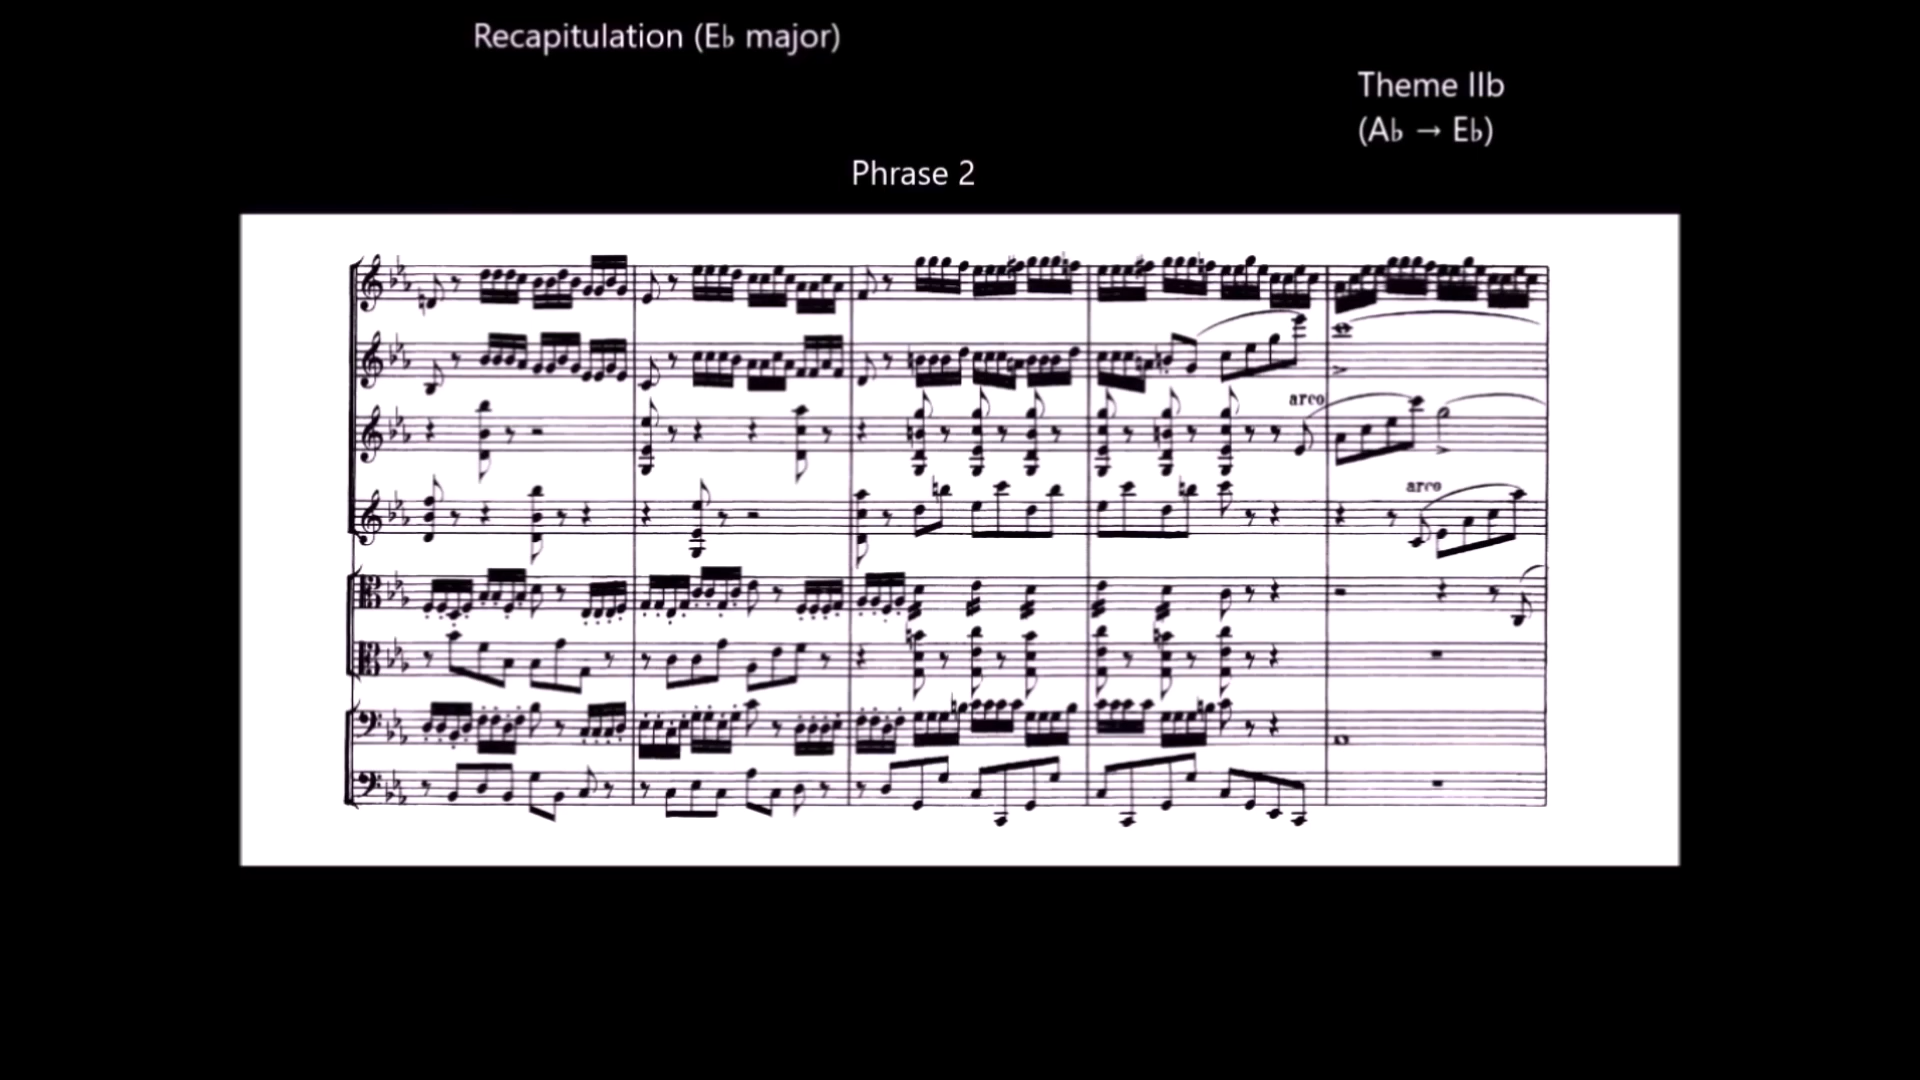 Recapitulation (E♭ major)
Theme IIb
(A♭ → E♭)
Phrase 2
arco
arco